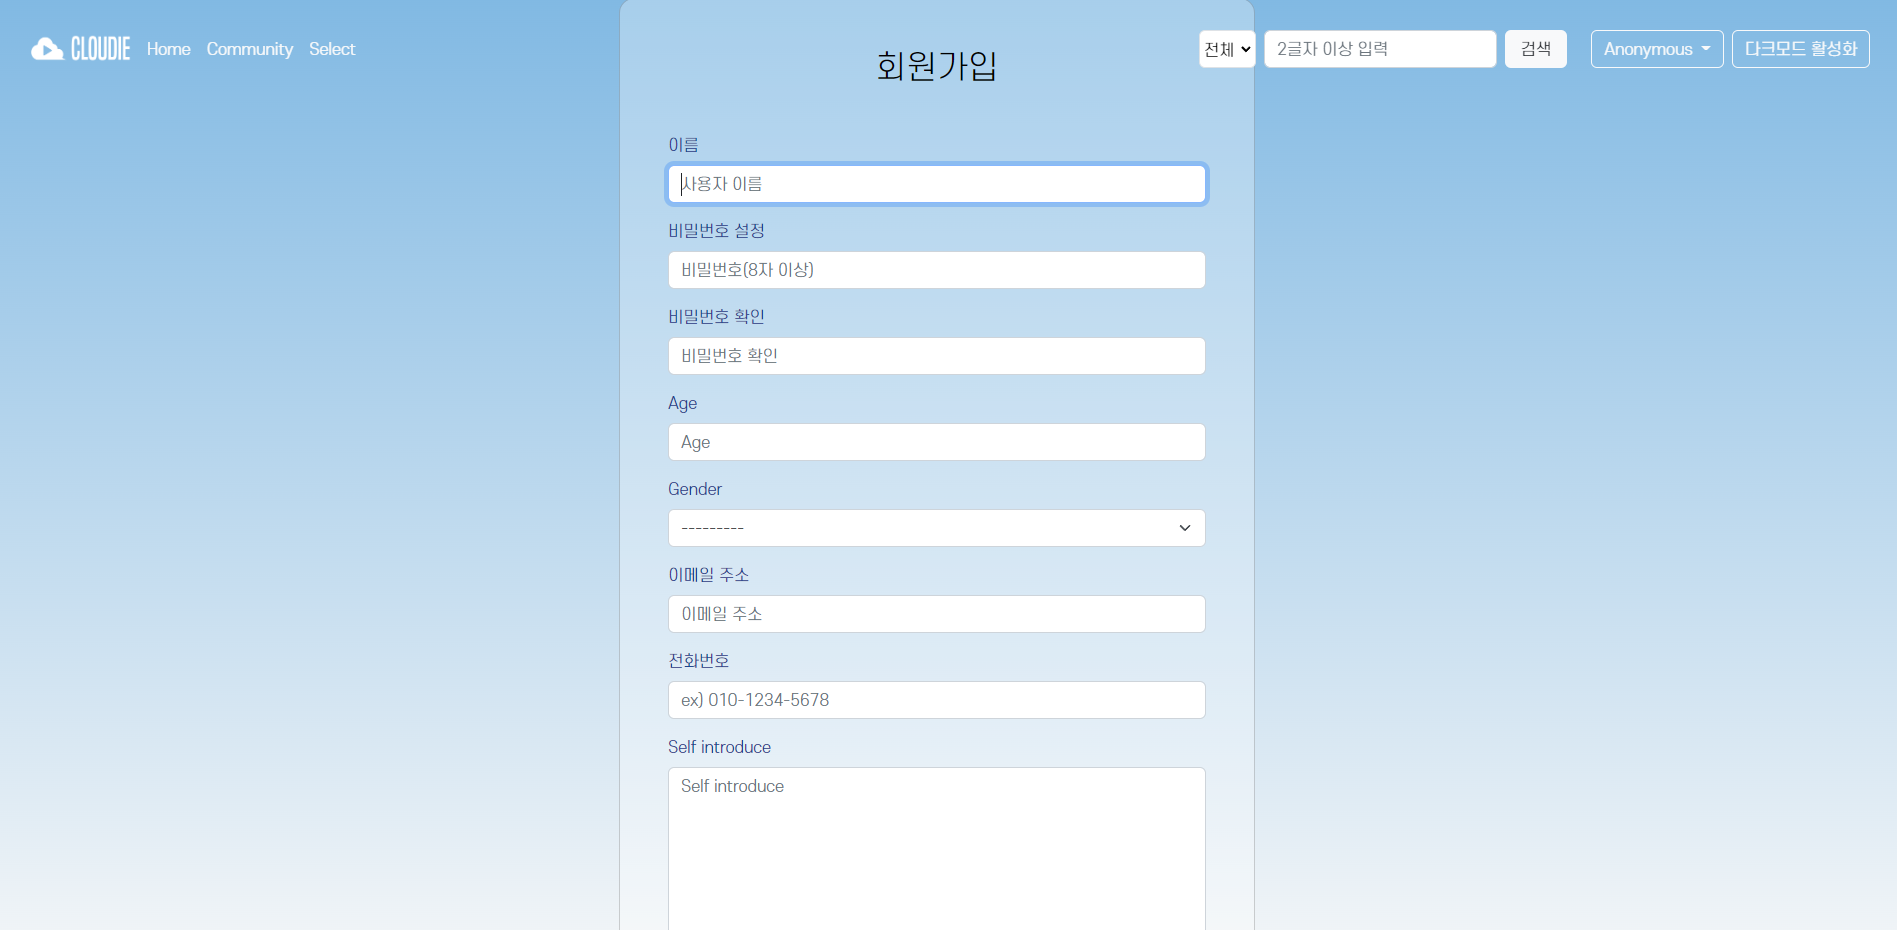 CLOUDIE Home Community Select 전체 2글자 이상 입력 검색 Anonymous 다크모드 활성화
회원가입
이름
사용자 이름
비밀번호 설정
비밀번호(8자 이상)
비밀번호 확인
비밀번호 확인
Age
Age
Gender
---------
이메일 주소
이메일 주소
전화번호
ex) 010-1234-5678
Self introduce
Self introduce